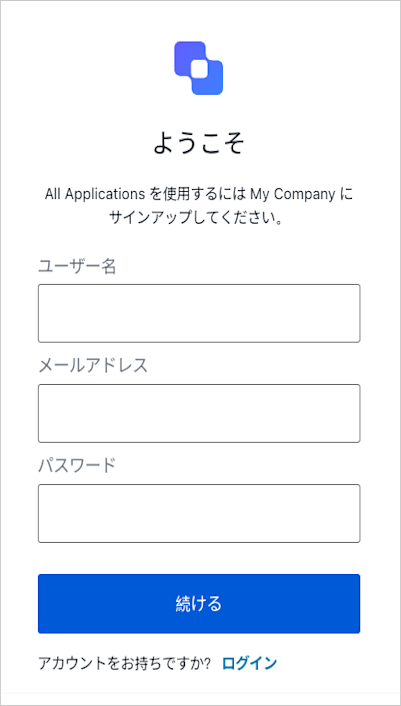 ようこそ
All Applications を使用するには My Company に
サインアップしてください。
ユーザー名
メールアドレス
パスワード
続ける
アカウントをお持ちですか? ログイン